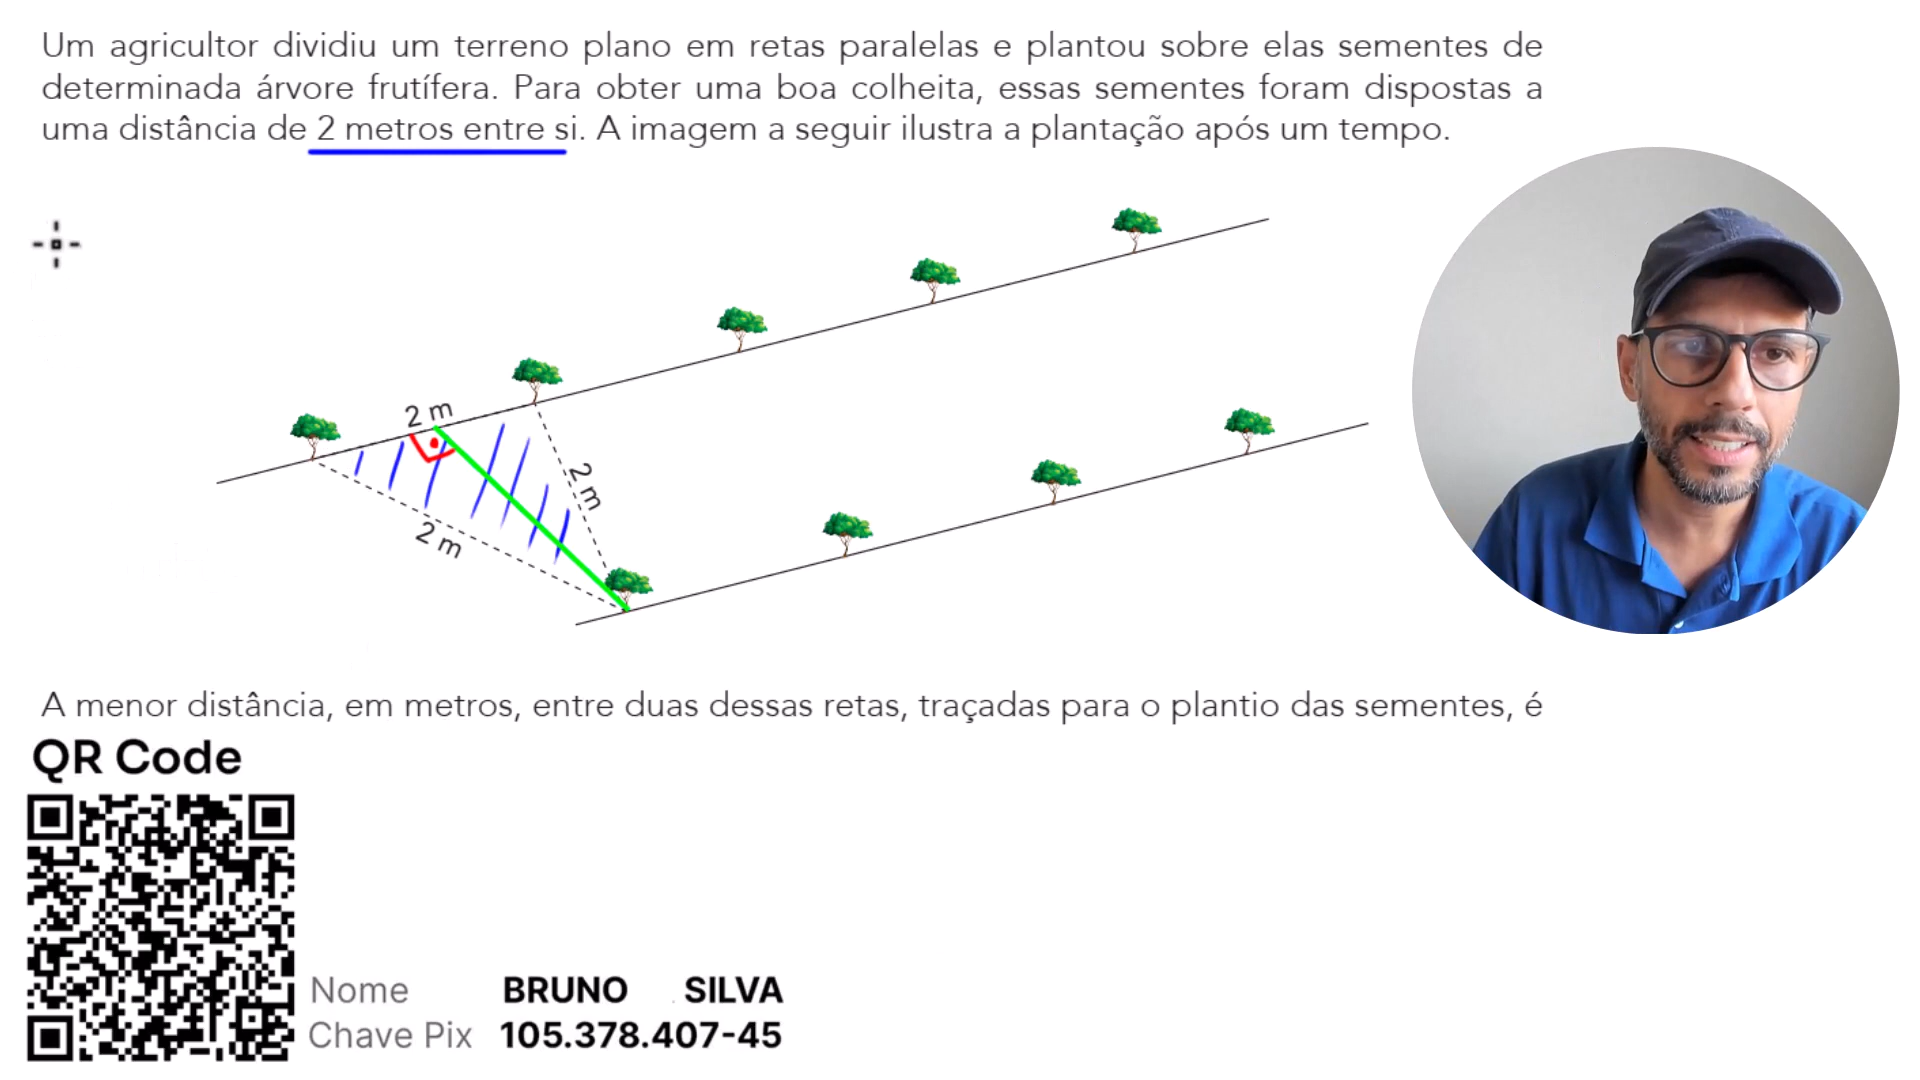 Um agricultor dividiu um terreno plano em retas paralelas e plantou sobre elas sementes de
determinada árvore frutífera. Para obter uma boa colheita, essas sementes foram dispostas a
uma distância de 2 metros entre si. A imagem a seguir ilustra a plantação após um tempo.
2 m
2 m
2 m
A menor distância, em metros, entre duas dessas retas, traçadas para o plantio das sementes, é
QR Code
Nome BRUNO SILVA
Chave Pix 105.378.407-45